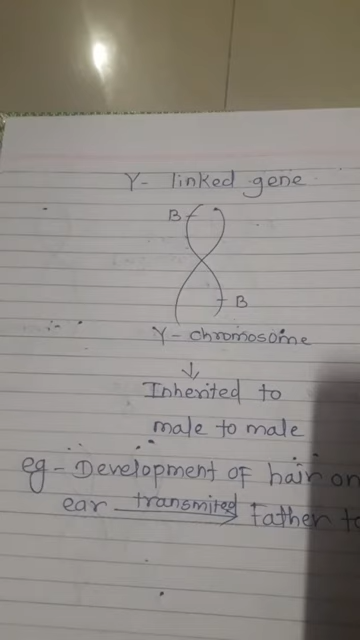 Y- linked gene
B
B
Y- chromosome
↓
Inherited to
male to male
eg - Development of hair on
ear transmited father to